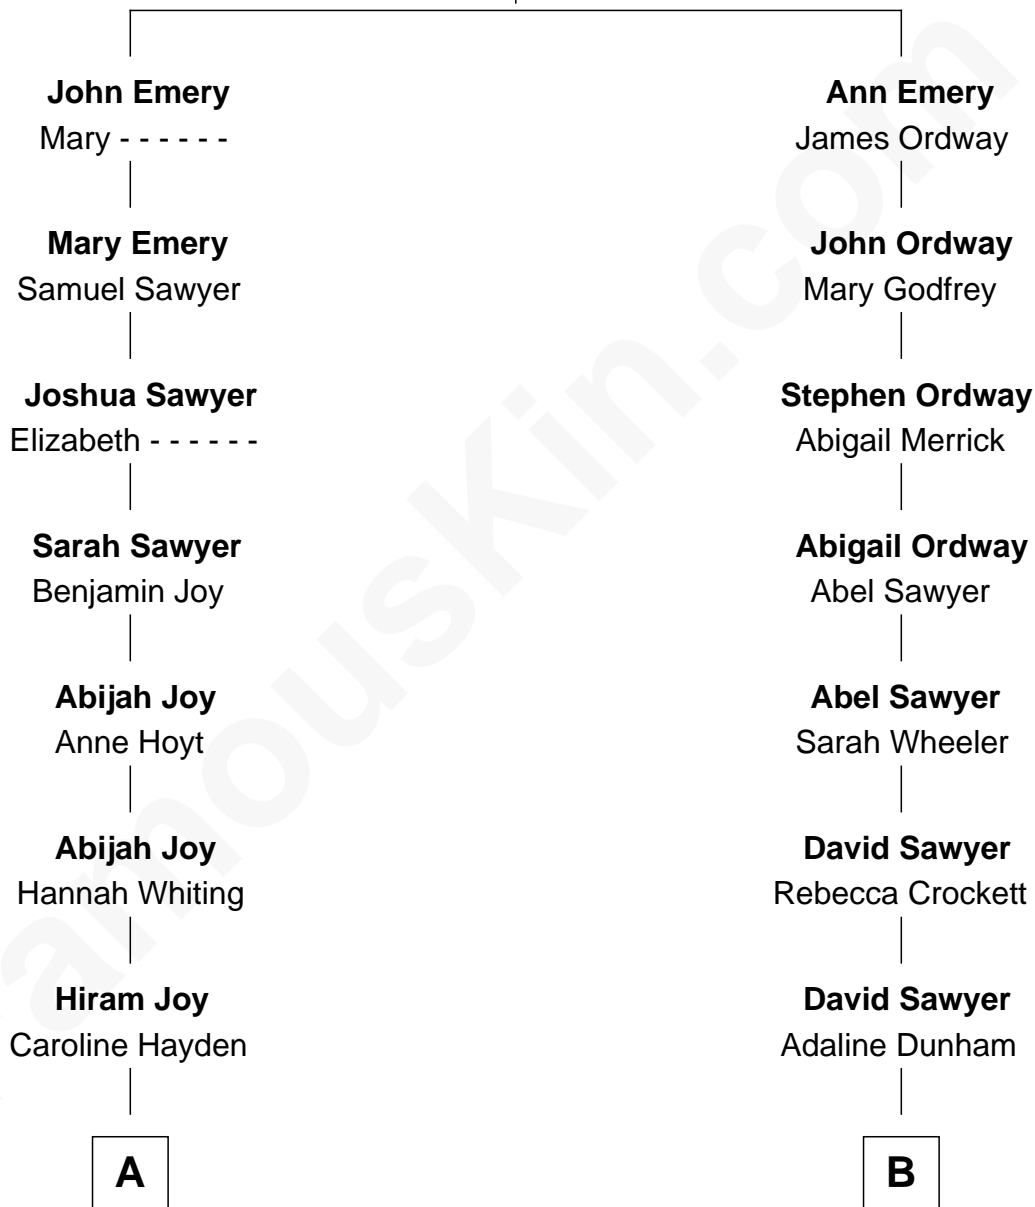 John Emery
Mary - - - - - -
Ann Emery
James Ordway
Mary Emery
Samuel Sawyer
John Ordway
Mary Godfrey
Joshua Sawyer
Elizabeth - - - - - -
Stephen Ordway
Abigail Merrick
Sarah Sawyer
Benjamin Joy
Abigail Ordway
Abel Sawyer
Abijah Joy
Anne Hoyt
Abel Sawyer
Sarah Wheeler
Abijah Joy
Hannah Whiting
David Sawyer
Rebecca Crockett
Hiram Joy
Caroline Hayden
David Sawyer
Adaline Dunham
A
B
amouskin.com